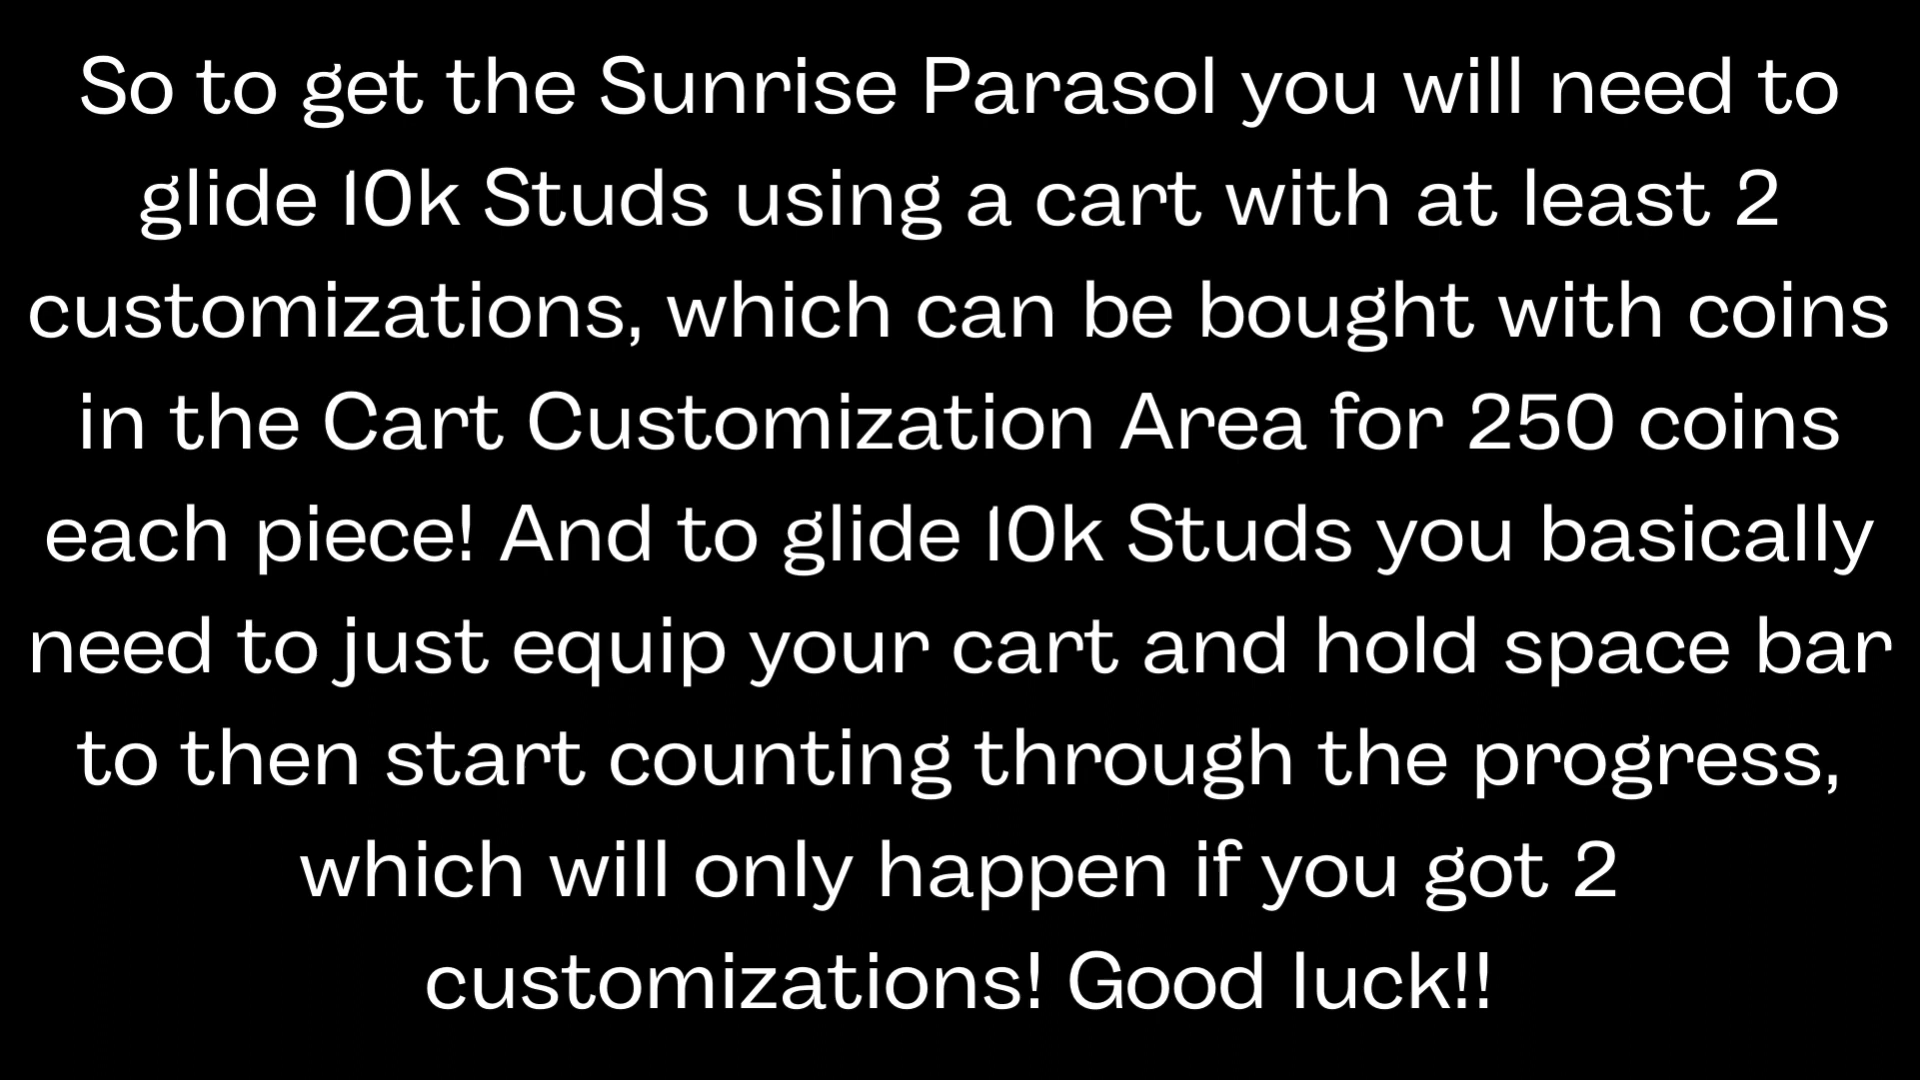 So to get the Sunrise Parasol you will need to
glide 10k Studs using a cart with at least 2
customizations, which can be bought with coins
in the Cart Customization Area for 250 coins
each piece! And to glide 10k Studs you basically
need to just equip your cart and hold space bar
to then start counting through the progress,
which will only happen if you got 2
customizations! Good luck!!